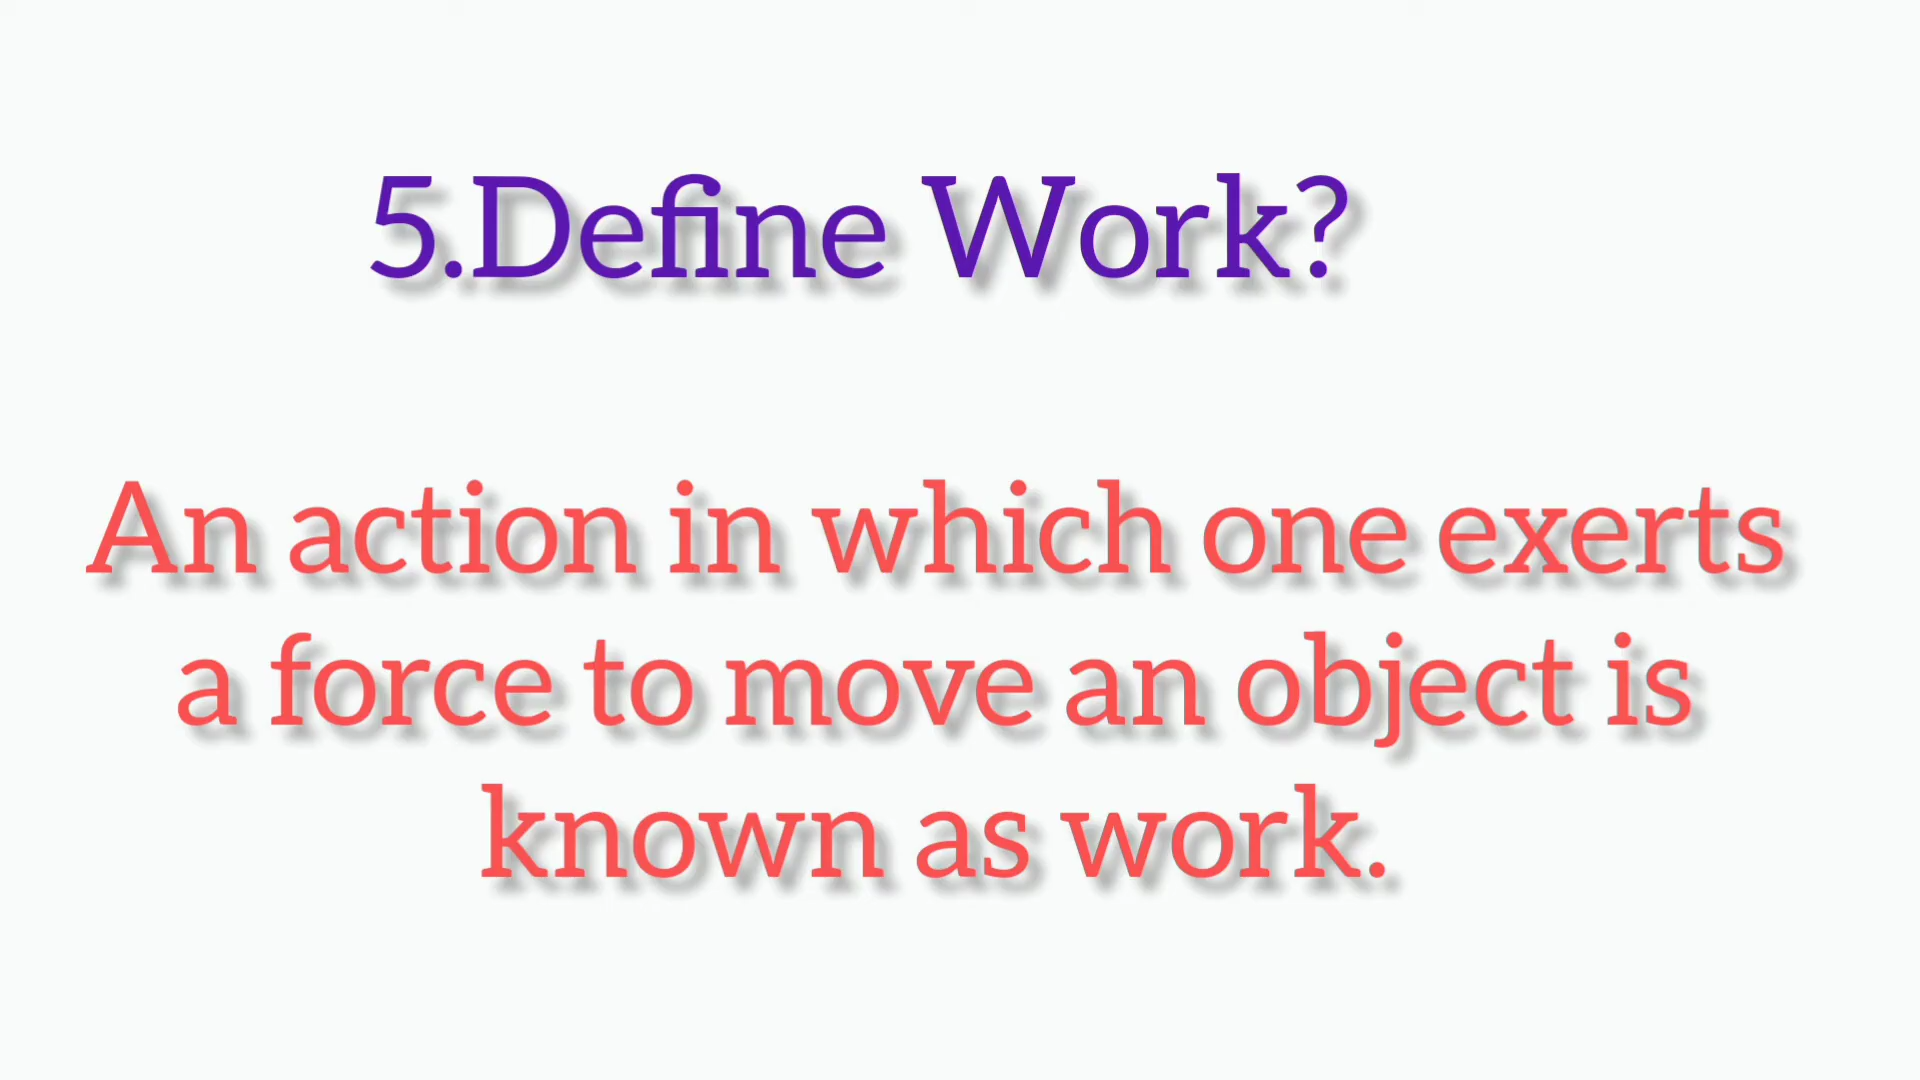 5.Define Work?
An action in which one exerts
a force to move an object is
known as work.